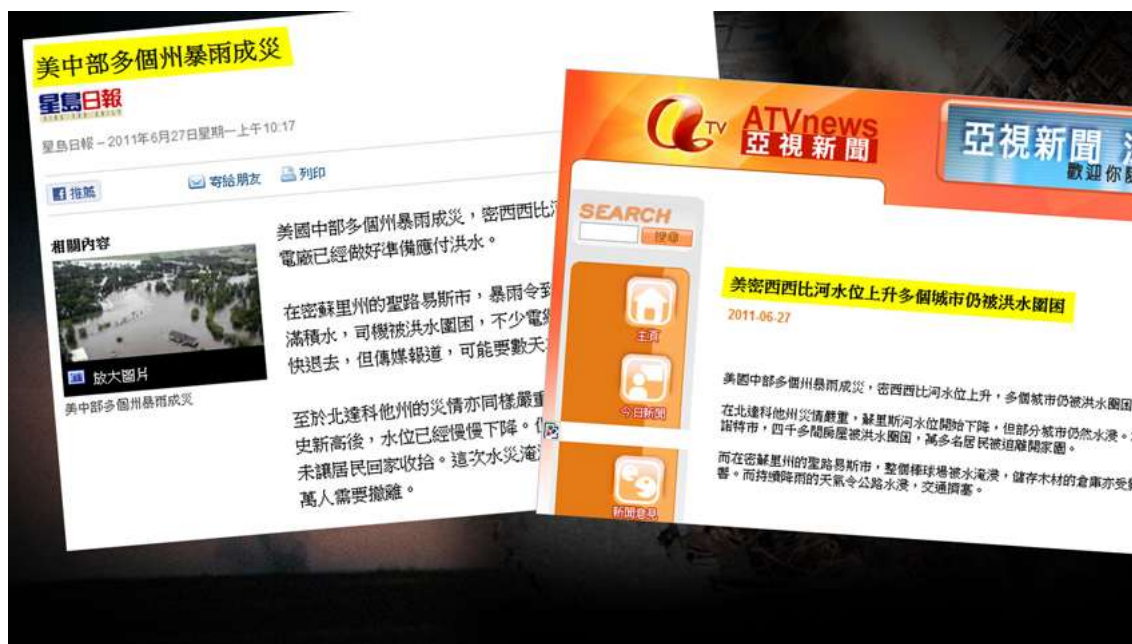 美中部多個州暴雨成災
星島日報
星島日報 – 2011年6月27日星期一上午10:17
推薦
寄給朋友
列印
相關內容
放大圖片
美中部多個州暴雨成災
美國中部多個州暴雨成災，密西西比
電廠已經做好準備應付洪水。
在密蘇里州的聖路易斯市，暴雨令
滿積水，司機被洪水圍困，不少電
快退去，但傳媒報道，可能要數天
至於北達科他州的災情亦同樣嚴重
史新高後，水位已經慢慢下降。
未讓居民回家收拾。這次水災淹
萬人需要撤離。
TV
ATVnews
亞視新聞
亞視新聞
歡迎你
SEARCH
搜尋
主頁
今日新聞
新聞意見
美密西西比河水位上升多個城市仍被洪水圍困
2011-06-27
美國中部多個州暴雨成災，密西西比河水位上升，多個城市仍被洪水圍困
在北達科他州災情嚴重，蘇里斯河水位開始下降，但部分城市仍然水浸。
諾特市，四千多間房屋被洪水圍困，萬多名居民被迫離開家園。
而在密蘇里州的聖路易斯市，整個棒球場被水淹浸，儲存木材的倉庫亦受
響。而持續降雨的天氣令公路水浸，交通擠塞。